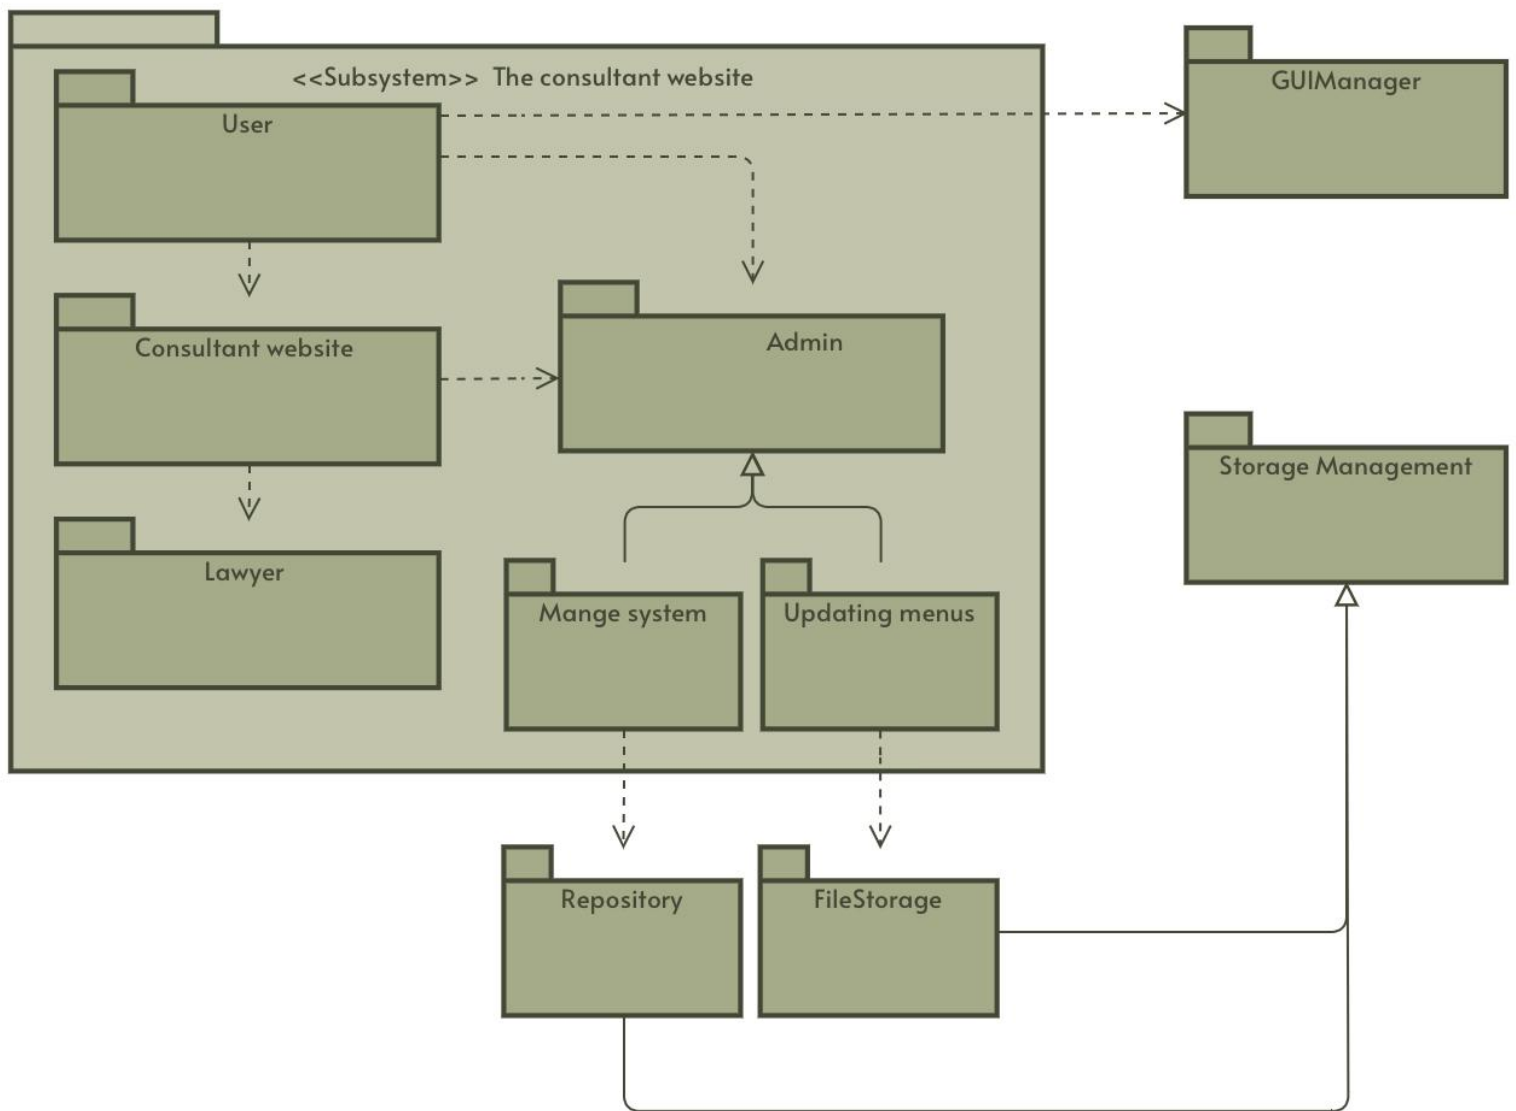 <<Subsystem>> The consultant website
User
GUIManager
Consultant website
Admin
Storage Management
Lawyer
Mange system
Updating menus
Repository
FileStorage